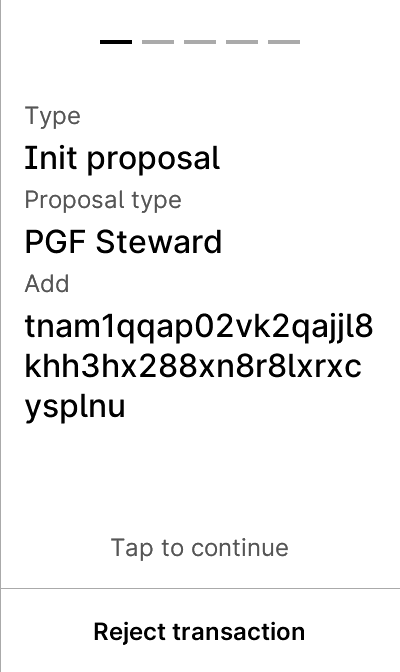 Type
Init proposal
Proposal type
PGF Steward
Add
tnam1qqap02vk2qajjl8
khh3hx288xn8r8lxrxc
ysplnu
Tap to continue
Reject transaction